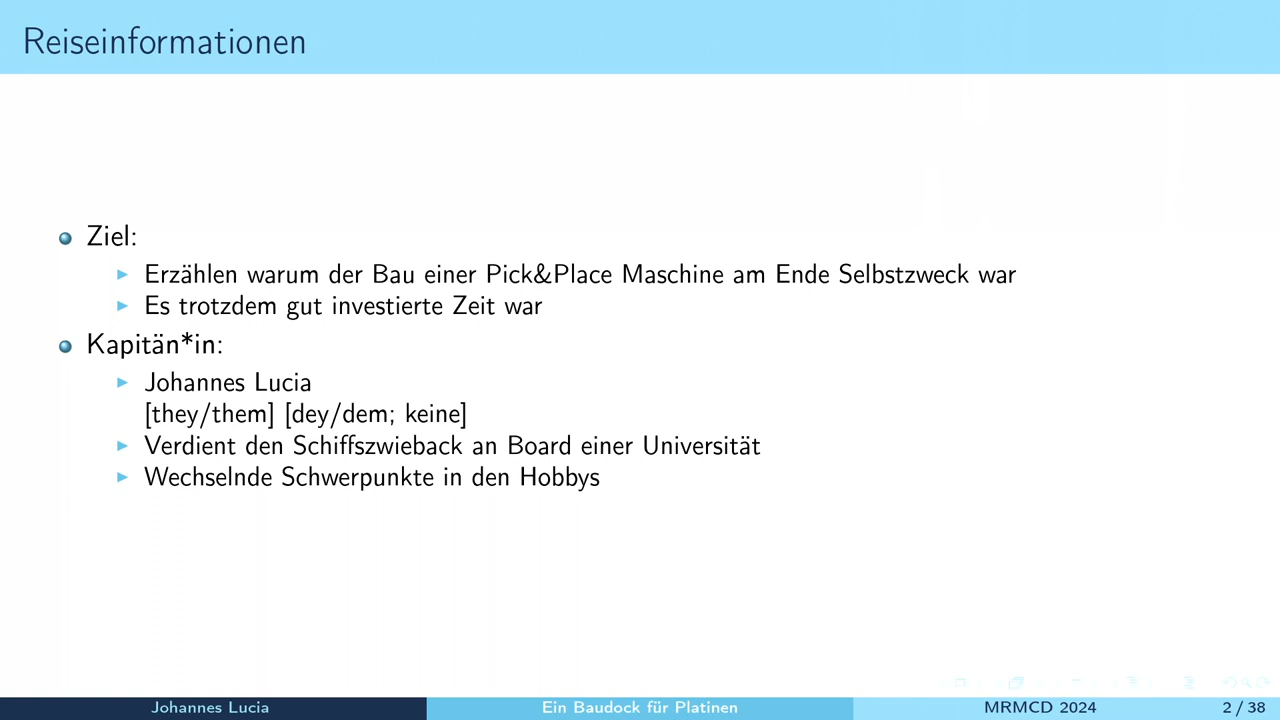 Reiseinformationen
Ziel:
Erzählen warum der Bau einer Pick&Place Maschine am Ende Selbstzweck war
Es trotzdem gut investierte Zeit war
Kapitän*in:
Johannes Lucia
[they/them] [dey/dem; keine]
Verdient den Schiffszwieback an Board einer Universität
Wechselnde Schwerpunkte in den Hobbys
Johannes Lucia
Ein Baudock für Platinen
MRMCD 2024
2 / 38